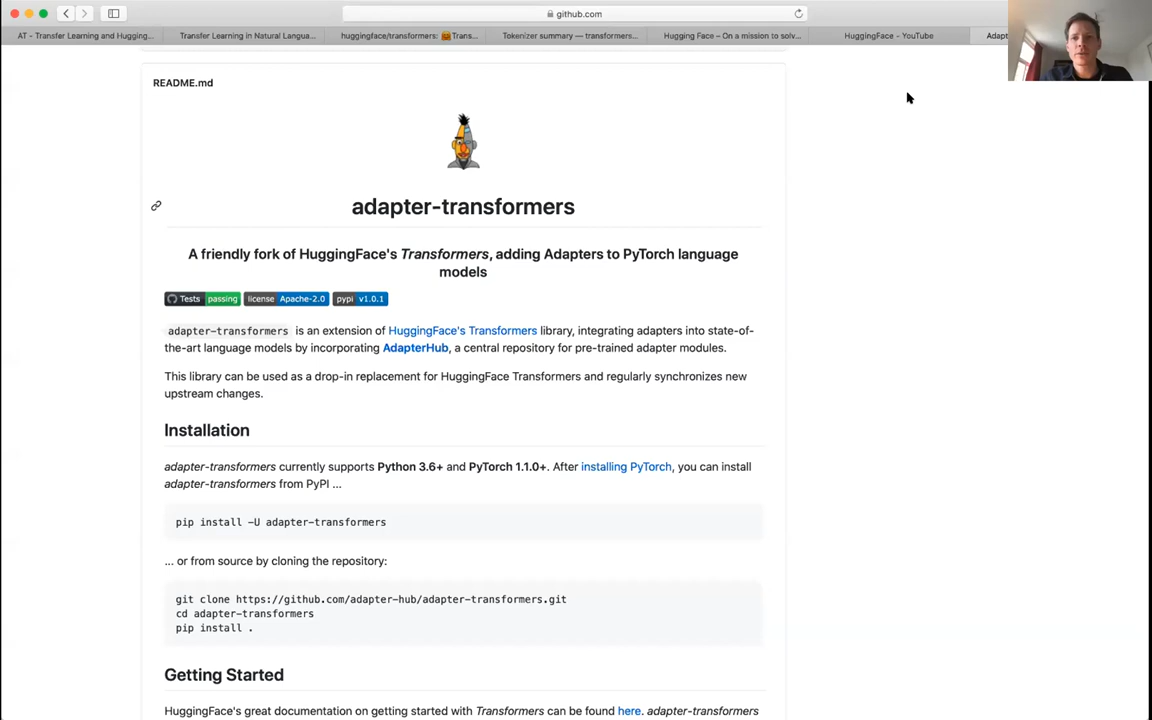 github.com
AT - Transfer Learning and Hugging...
Transfer Learning in Natural Langua...
huggingface/transformers: 🤗Trans...
Tokenizer summary — transformers...
Hugging Face – On a mission to solv...
HuggingFace - YouTube
Adapt
README.md
adapter-transformers
A friendly fork of HuggingFace's Transformers, adding Adapters to PyTorch language
models
Tests passing license Apache-2.0 pypi v1.0.1
adapter-transformers is an extension of HuggingFace's Transformers library, integrating adapters into state-of-
the-art language models by incorporating AdapterHub, a central repository for pre-trained adapter modules.
This library can be used as a drop-in replacement for HuggingFace Transformers and regularly synchronizes new
upstream changes.
Installation
adapter-transformers currently supports Python 3.6+ and PyTorch 1.1.0+. After installing PyTorch, you can install
adapter-transformers from PyPI ...
pip install -U adapter-transformers
... or from source by cloning the repository:
git clone https://github.com/adapter-hub/adapter-transformers.git
cd adapter-transformers
pip install .
Getting Started
HuggingFace's great documentation on getting started with Transformers can be found here. adapter-transformers